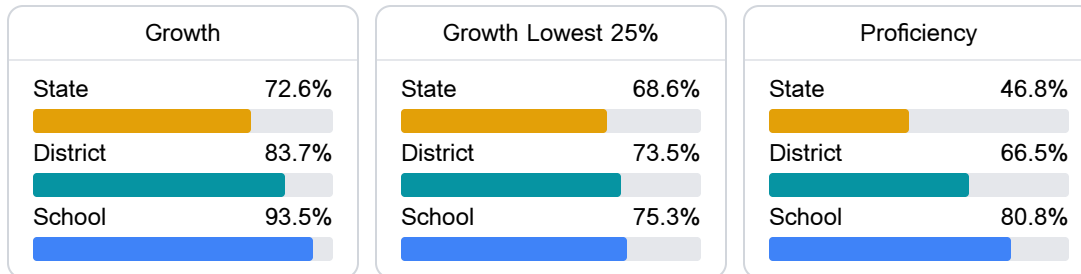 Growth
State 72.6%
District 83.7%
School 93.5%
Growth Lowest 25%
State 68.6%
District 73.5%
School 75.3%
Proficiency
State 46.8%
District 66.5%
School 80.8%